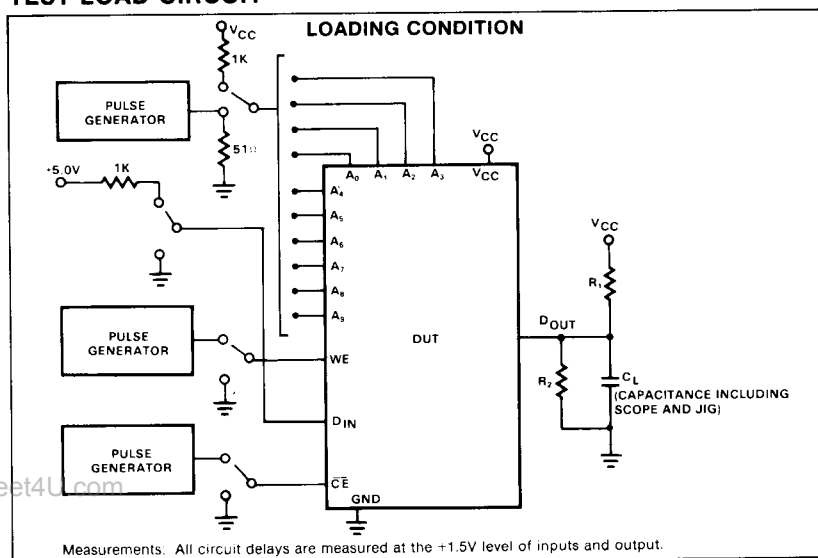 TEST LOAD CIRCUIT
LOADING CONDITION
VCC
1K
PULSE
GENERATOR
51Ω
+5.0V
1K
A0 A1 A2 A3
VCC
VCC
A4
A5
A6
A7
A8
A9
DUT
VCC
R1
DOUT
R2
CL
(CAPACITANCE INCLUDING
SCOPE AND JIG)
PULSE
GENERATOR
WE
DIN
PULSE
GENERATOR
CE
GND
eet4U.com
Measurements: All circuit delays are measured at the +1.5V level of inputs and output.